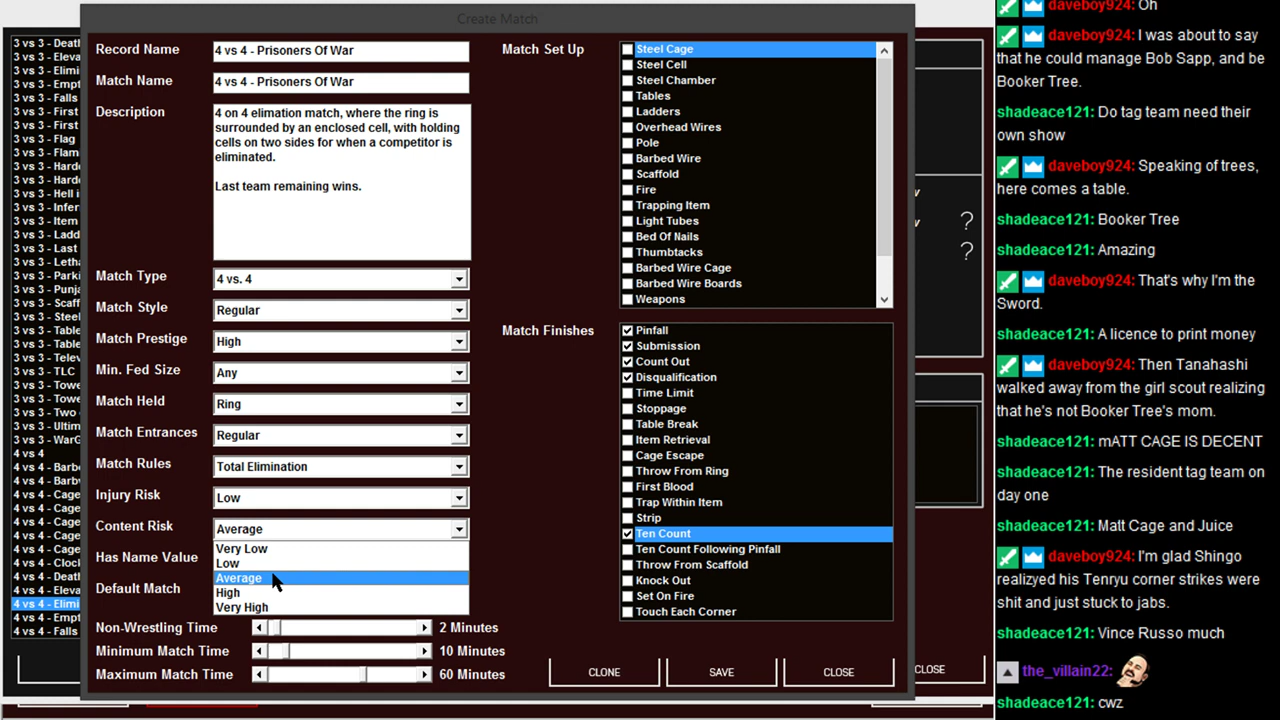 Create Match
3 vs 3 - Death
3 vs 3 - Eleva
3 vs 3 - Elimi
3 vs 3 - Empt
3 vs 3 - Falls
3 vs 3 - First
3 vs 3 - First
3 vs 3 - Flag
3 vs 3 - Flam
3 vs 3 - Hard
3 vs 3 - Hard
3 vs 3 - Hell i
3 vs 3 - Infer
3 vs 3 - Item
3 vs 3 - Ladd
3 vs 3 - Last
3 vs 3 - Letha
3 vs 3 - Parki
3 vs 3 - Punja
3 vs 3 - Scaff
3 vs 3 - Steel
3 vs 3 - Table
3 vs 3 - Table
3 vs 3 - Telev
3 vs 3 - TLC
3 vs 3 - Towe
3 vs 3 - Towe
3 vs 3 - Two
3 vs 3 - Ultim
3 vs 3 - WarG
4 vs 4
4 vs 4 - Barb
4 vs 4 - Cage
4 vs 4 - Cage
4 vs 4 - Cage
4 vs 4 - Cage
4 vs 4 - Cage
4 vs 4 - Death
4 vs 4 - Eleva
4 vs 4 - Elimi
4 vs 4 - Empt
4 vs 4 - Falls
Record Name 4 vs 4 - Prisoners Of War
Match Name 4 vs 4 - Prisoners Of War
Description
4 on 4 elimation match, where the ring is
surrounded by an enclosed cell, with holding
cells on two sides for when a competitor is
eliminated.
Last team remaining wins.
Match Type 4 vs. 4
Match Style Regular
Match Prestige High
Min. Fed Size Any
Match Held Ring
Match Entrances Regular
Match Rules Total Elimination
Injury Risk Low
Content Risk Average
Very Low
Low
Average
High
Very High
Has Name Value
Default Match
Non-Wrestling Time 2 Minutes
Minimum Match Time 10 Minutes
Maximum Match Time 60 Minutes
Match Set Up
Steel Cage
Steel Cell
Steel Chamber
Tables
Ladders
Overhead Wires
Pole
Barbed Wire
Scaffold
Fire
Trapping Item
Light Tubes
Bed Of Nails
Thumbtacks
Barbed Wire Cage
Barbed Wire Boards
Weapons
Match Finishes
Pinfall
Submission
Count Out
Disqualification
Time Limit
Stoppage
Table Break
Item Retrieval
Cage Escape
Throw From Ring
First Blood
Trap Within Item
Strip
Ten Count
Ten Count Following Pinfall
Throw From Scaffold
Knock Out
Set On Fire
Touch Each Corner
CLONE SAVE CLOSE
?
?
CLOSE
daveboy924: Oh
daveboy924: I was about to say
that he could manage Bob Sapp, and be
Booker Tree.
shadeace121: Do tag team need their
own show
daveboy924: Speaking of trees,
here comes a table.
shadeace121: Booker Tree
shadeace121: Amazing
daveboy924: That's why I'm the
Sword.
shadeace121: A licence to print money
daveboy924: Then Tanahashi
walked away from the girl scout realizing
that he's not Booker Tree's mom.
shadeace121: mATT CAGE IS DECENT
shadeace121: The resident tag team on
day one
shadeace121: Matt Cage and Juice
daveboy924: I'm glad Shingo
realizyed his Tenryu corner strikes were
shit and just stuck to jabs.
shadeace121: Vince Russo much
the_villain22:
shadeace121: cwz